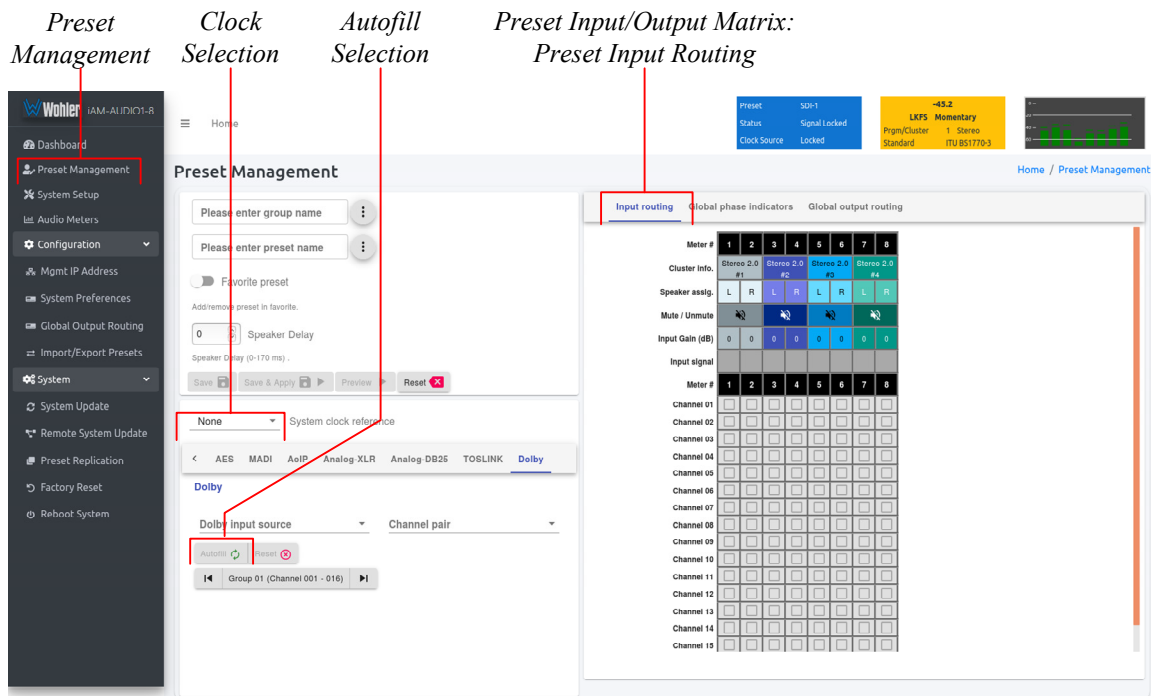 Preset Management
Clock Selection
Autofill Selection
Preset Input/Output Matrix:
Preset Input Routing
Wohler iAM-AUDIO1-8
Dashboard
Preset Management
System Setup
Audio Meters
Configuration
Mgmt IP Address
System Preferences
Global Output Routing
Import/Export Presets
System
System Update
Remote System Update
Preset Replication
Factory Reset
Reboot System
Home
Preset SDI-1
Status Signal Locked
Clock Source Locked
-45.2
LKFS Momentary
Prgm/Cluster 1 Stereo
Standard ITU BS1770-3
Preset Management
Home / Preset Management
Please enter group name
Please enter preset name
Favorite preset
Add/remove preset in favorite.
0 Speaker Delay
Speaker Delay (0-170 ms) .
Save Save & Apply Preview Reset
None System clock reference
AES MADI AoIP Analog-XLR Analog-DB25 TOSLINK Dolby
Dolby
Dolby input source Channel pair
Autofill Reset
Group 01 (Channel 001 - 016)
Input routing Global phase indicators Global output routing
Meter # 1 2 3 4 5 6 7 8
Cluster info. Stereo 2.0 #1 Stereo 2.0 #2 Stereo 2.0 #3 Stereo 2.0 #4
Speaker assig. L R L R L R L R
Mute / Unmute
Input Gain (dB) 0 0 0 0 0 0 0 0
Input signal
Meter # 1 2 3 4 5 6 7 8
Channel 01
Channel 02
Channel 03
Channel 04
Channel 05
Channel 06
Channel 07
Channel 08
Channel 09
Channel 10
Channel 11
Channel 12
Channel 13
Channel 14
Channel 15